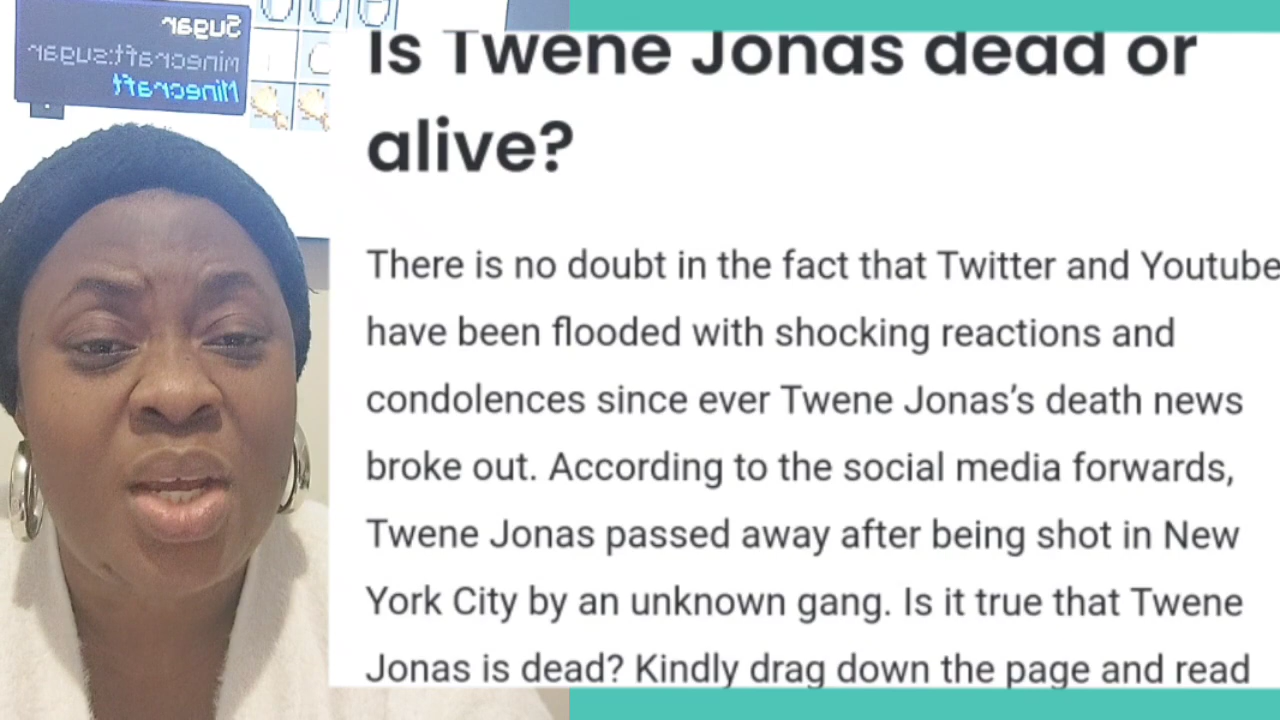 Sugar
minecraft:sugar
Minecraft
Is Twene Jonas dead or
alive?
There is no doubt in the fact that Twitter and Youtube
have been flooded with shocking reactions and
condolences since ever Twene Jonas’s death news
broke out. According to the social media forwards,
Twene Jonas passed away after being shot in New
York City by an unknown gang. Is it true that Twene
Jonas is dead? Kindly drag down the page and read